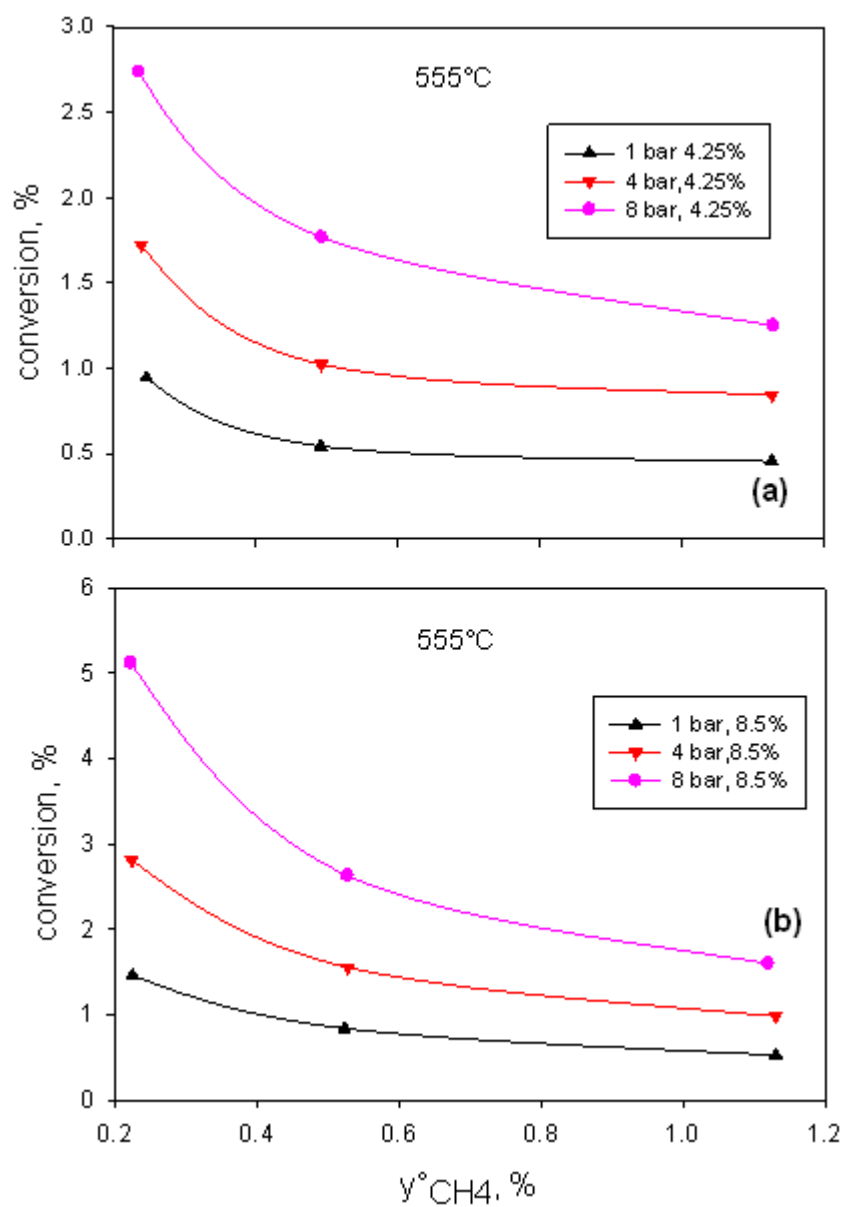 3.0
555°C
2.5
1 bar 4.25%
4 bar,4.25%
2.0
8 bar, 4.25%
conversion, %
1.5
1.0
0.5
(a)
0.0
6
555°C
5
1 bar, 8.5%
4 bar,8.5%
4
8 bar, 8.5%
conversion, %
3
2
(b)
1
0
0.2 0.4 0.6 0.8 1.0 1.2
y°CH4, %